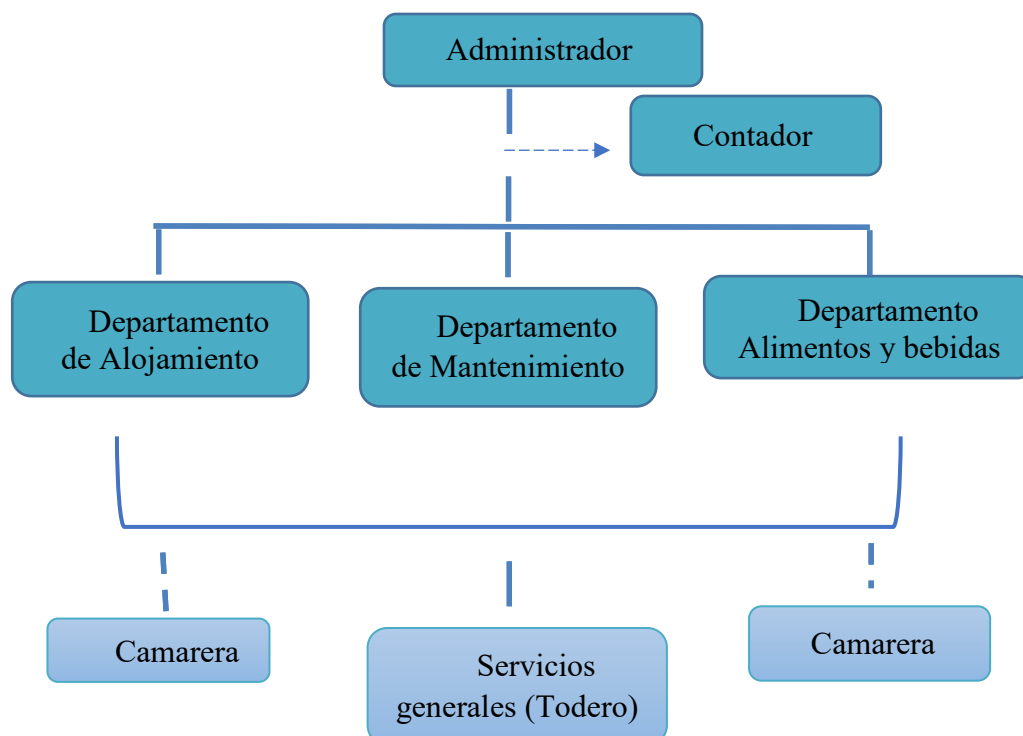 Administrador
Contador
Departamento
de Alojamiento
Departamento
de Mantenimiento
Departamento
Alimentos y bebidas
Camarera
Servicios
generales (Todero)
Camarera